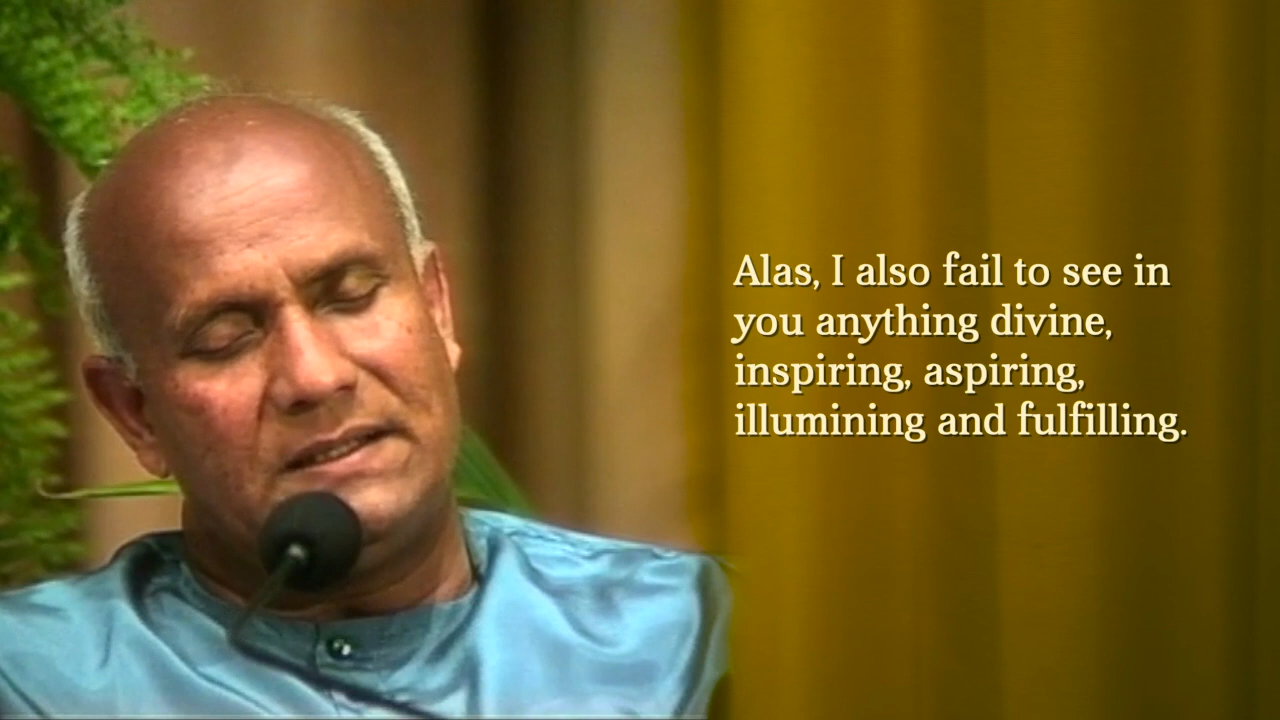 Alas, I also fail to see in
you anything divine,
inspiring, aspiring,
illumining and fulfilling.